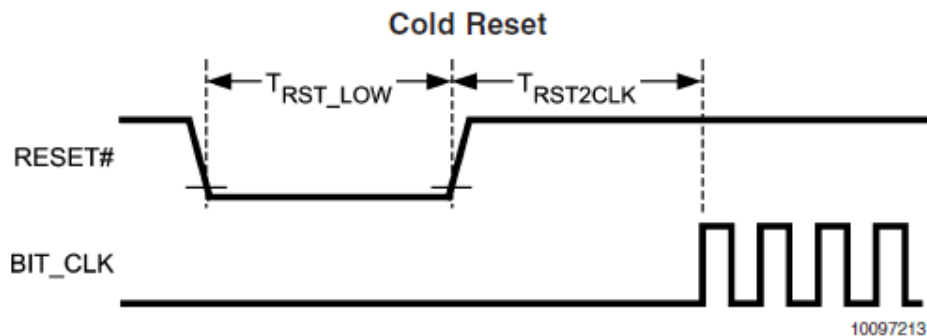 Cold Reset
TRST_LOW TRST2CLK
RESET#
BIT_CLK
10097213